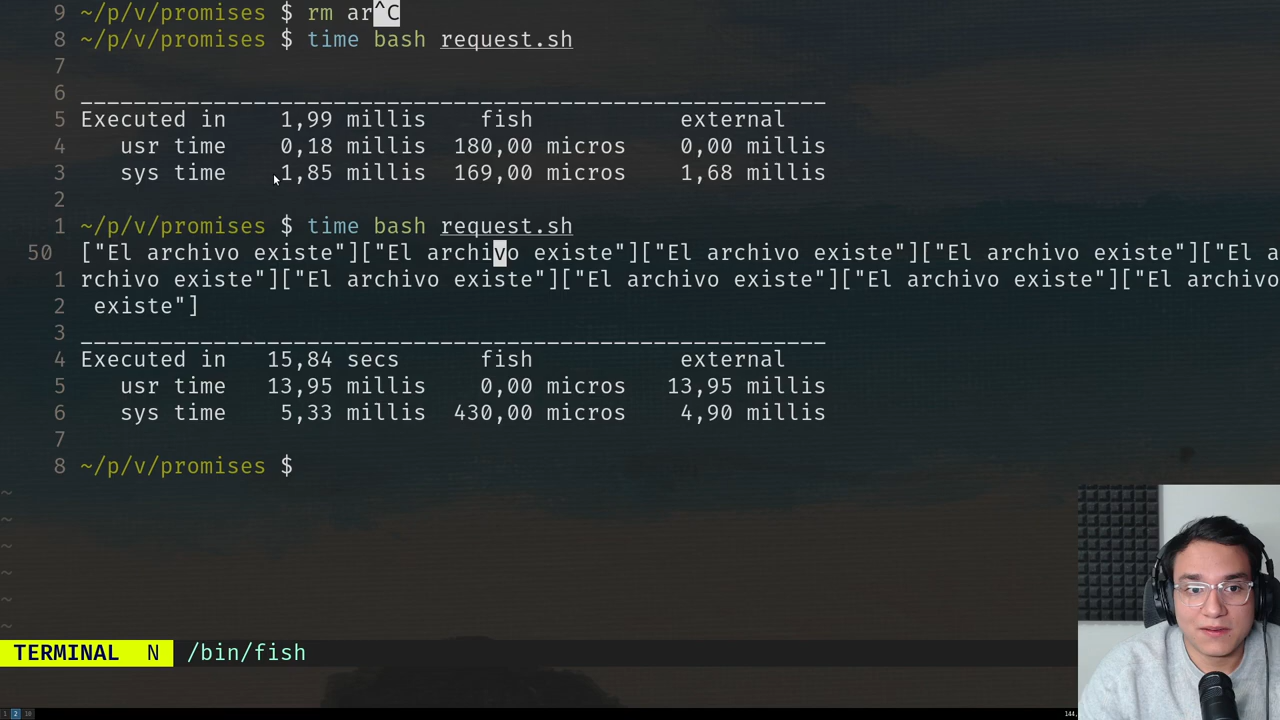 9 ~/p/v/promises $ rm ar^C
8 ~/p/v/promises $ time bash request.sh
7
6 ________________________________________________________
5 Executed in 1,99 millis fish external
4 usr time 0,18 millis 180,00 micros 0,00 millis
3 sys time 1,85 millis 169,00 micros 1,68 millis
2
1 ~/p/v/promises $ time bash request.sh
50 ["El archivo existe"]["El archivo existe"]["El archivo existe"]["El archivo existe"]["El a
1 rchivo existe"]["El archivo existe"]["El archivo existe"]["El archivo existe"]["El archivo
2 existe"]
3 ________________________________________________________
4 Executed in 15,84 secs fish external
5 usr time 13,95 millis 0,00 micros 13,95 millis
6 sys time 5,33 millis 430,00 micros 4,90 millis
7
8 ~/p/v/promises $
~
~
~
~
~
~
TERMINAL N /bin/fish
1 2 10 144,